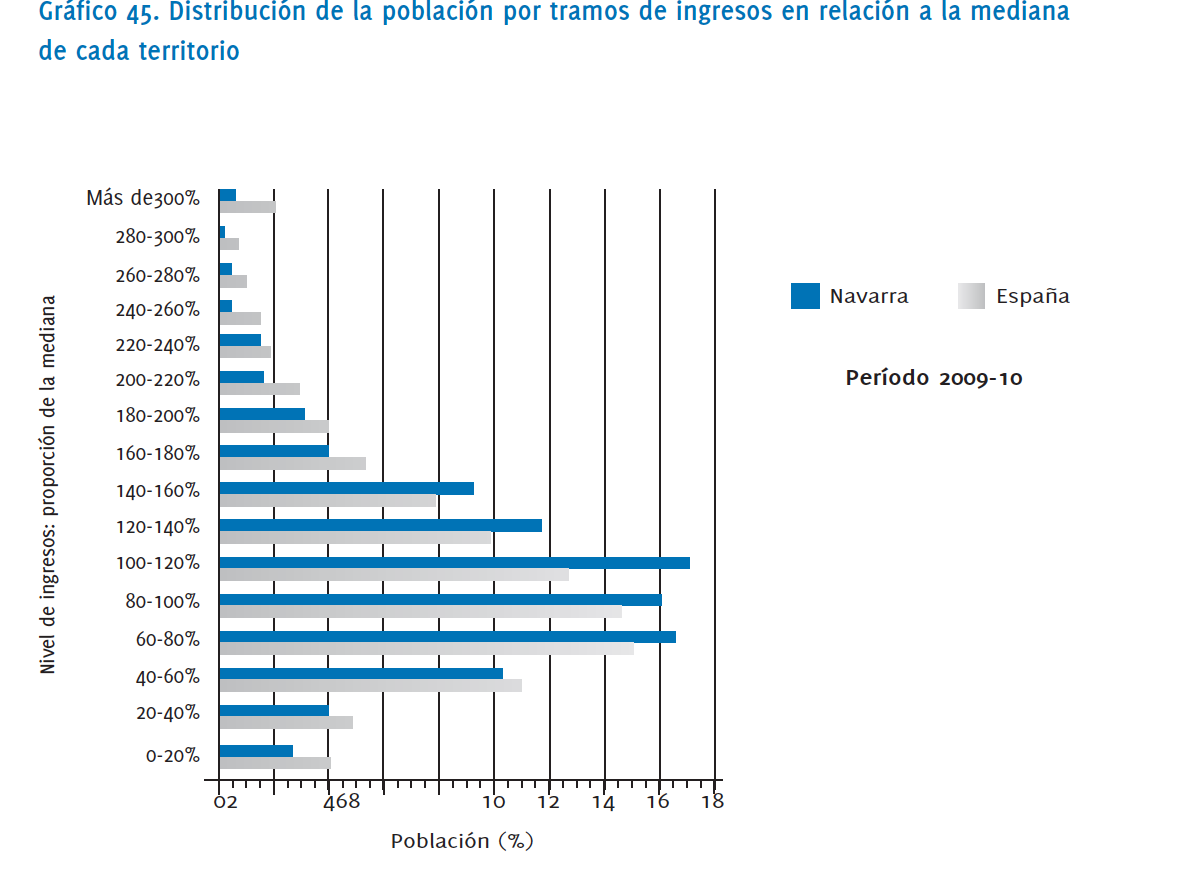 Gráfico 45. Distribución de la población por tramos de ingresos en relación a la mediana
de cada territorio
Nivel de ingresos: proporción de la mediana
Más de300%
280-300%
260-280%
240-260%
220-240%
200-220%
180-200%
160-180%
140-160%
120-140%
100-120%
80-100%
60-80%
40-60%
20-40%
0-20%
02 468 10 12 14 16 18
Población (%)
Navarra España
Período 2009-10